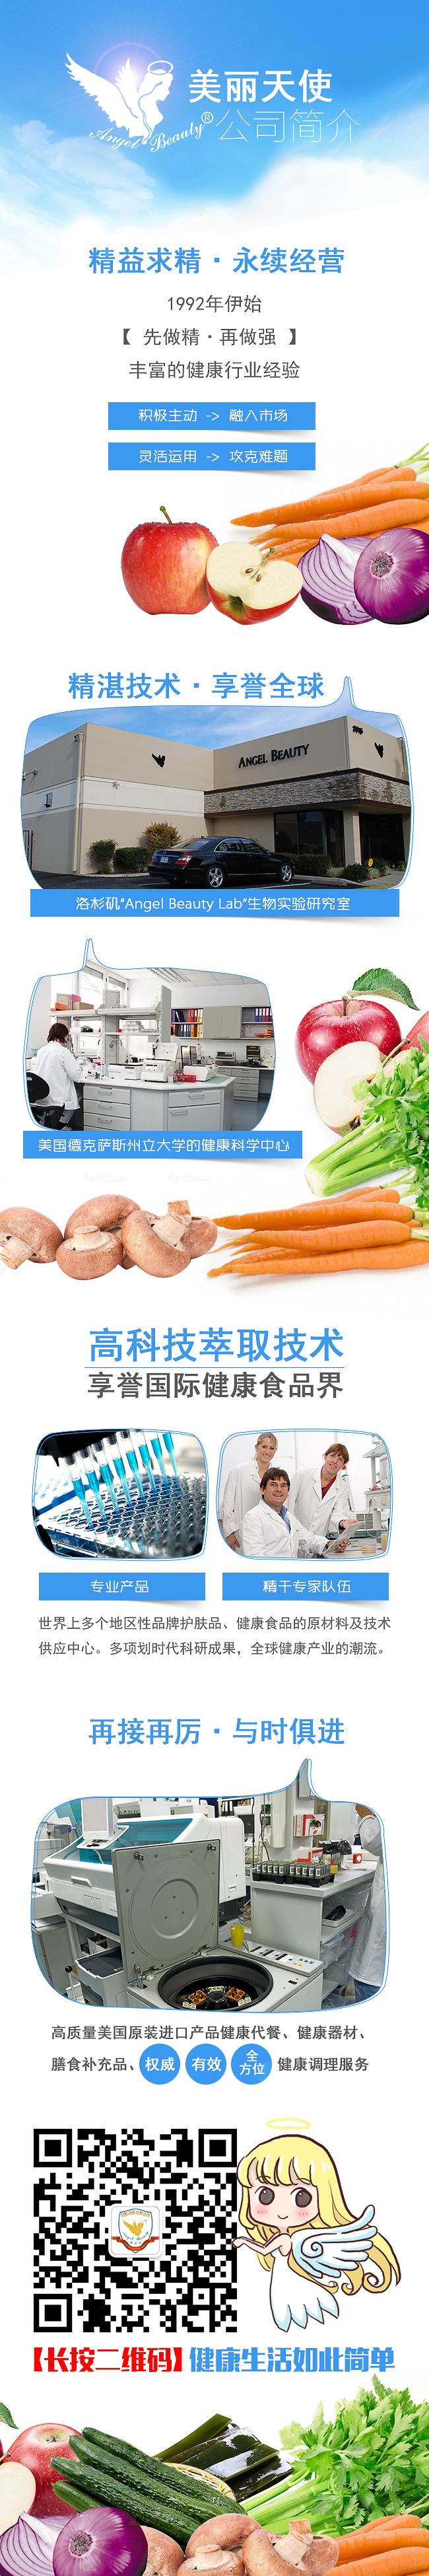 美丽天使
Angel Beauty®公司简介
精益求精·永续经营
1992年伊始
【 先做精·再做强 】
丰富的健康行业经验
积极主动 -> 融入市场
灵活运用 -> 攻克难题
精湛技术·享誉全球
ANGEL BEAUTY
洛杉矶“Angel Beauty Lab”生物实验研究室
美国德克萨斯州立大学的健康科学中心
高科技萃取技术
享誉国际健康食品界
专业产品
精干专家队伍
世界上多个地区性品牌护肤品、健康食品的原材料及技术
供应中心。多项划时代科研成果，全球健康产业的潮流。
再接再厉·与时俱进
高质量美国原装进口产品健康代餐、健康器材、
膳食补充品、权威 有效 全方位 健康调理服务
【长按二维码】健康生活如此简单